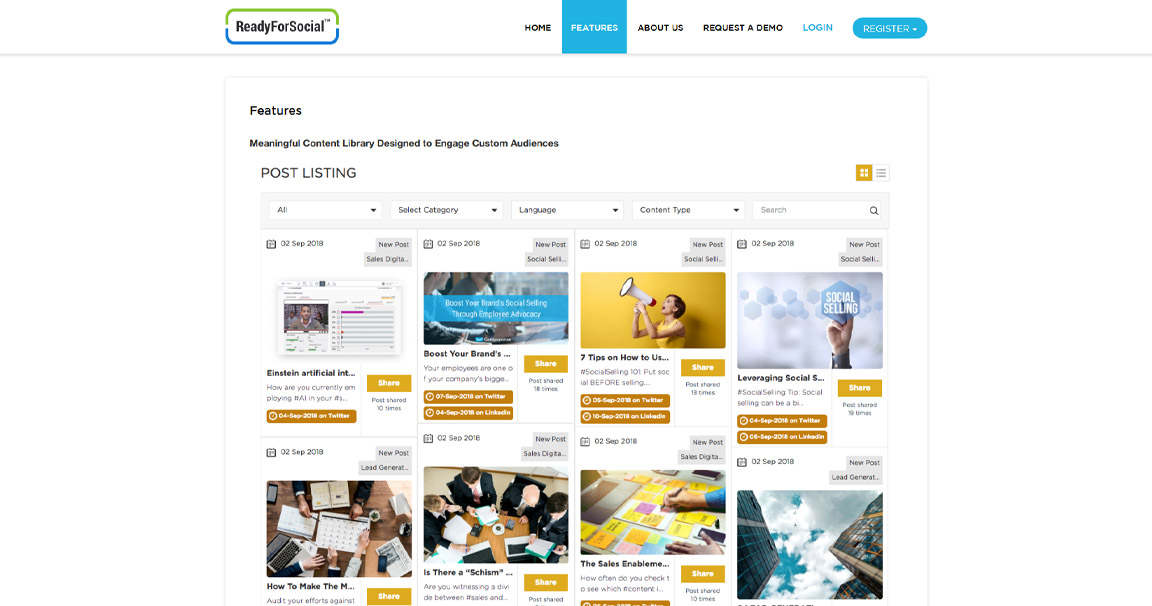 ReadyForSocial™
HOME
FEATURES
ABOUT US
REQUEST A DEMO
LOGIN
REGISTER
Features
Meaningful Content Library Designed to Engage Custom Audiences
POST LISTING
All
Select Category
Language
Content Type
Search
02 Sep 2018
New Post
Sales Digita...
Einstein artificial int...
How are you currently em
ploying #AI in your #s...
Share
Post shared
10 times
04-Sep-2018 on Twitter
02 Sep 2018
New Post
Social Selli...
Boost Your Brand's Social Selling
Through Employee Advocacy
Boost Your Brand's ...
Your employees are one o
f your company's bigge...
Share
Post shared
18 times
07-Sep-2018 on Twitter
04-Sep-2018 on Linkedin
02 Sep 2018
New Post
Social Selli...
7 Tips on How to Us...
#SocialSelling 101: Put soc
ial BEFORE selling...
Share
Post shared
19 times
05-Sep-2018 on Twitter
10-Sep-2018 on Linkedin
02 Sep 2018
New Post
Social Selli...
SOCIAL
SELLING
Leveraging Social S...
#SocialSelling Tip: Social
selling can be a bi...
Share
Post shared
19 times
04-Sep-2018 on Twitter
06-Sep-2018 on Linkedin
02 Sep 2018
New Post
Lead Generat...
How To Make The M...
Audit your efforts against
Share
02 Sep 2018
New Post
Sales Digita...
Is There a "Schism" ...
Are you witnessing a divi
de between #sales and...
Share
Post shared
02 Sep 2018
New Post
Sales Digita...
The Sales Enableme...
How often do you check t
o see which #content i...
Share
Post shared
10 times
02 Sep 2018
New Post
Lead Generat...